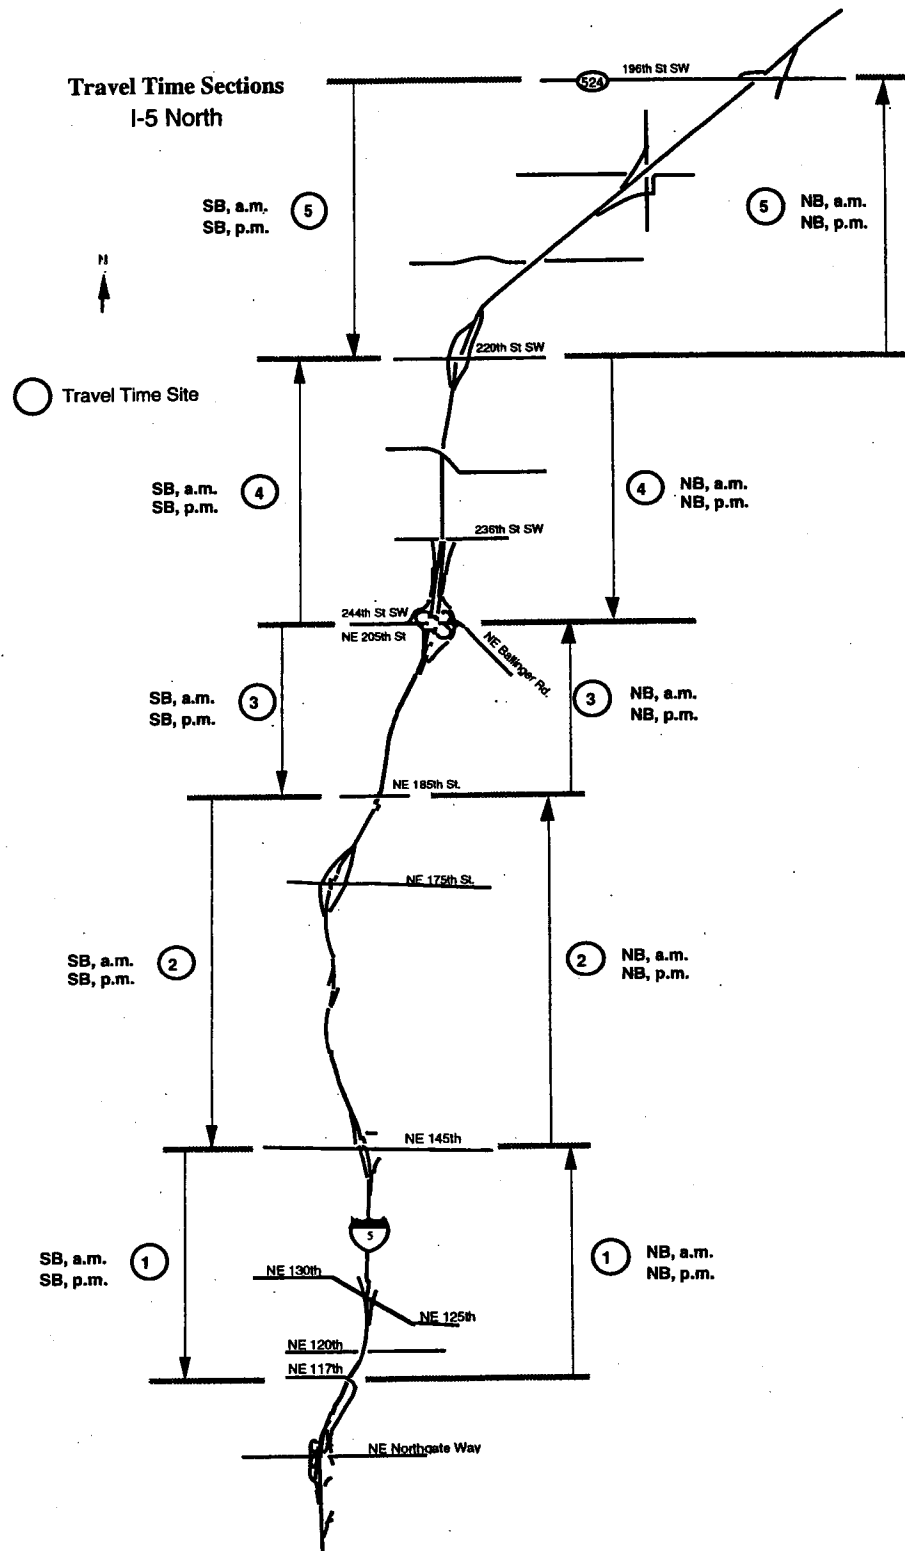 196th St SW
524
Travel Time Sections
I-5 North
SB, a.m.
SB, p.m.
5
5
NB, a.m.
NB, p.m.
N
220th St SW
Travel Time Site
SB, a.m.
SB, p.m.
4
4
NB, a.m.
NB, p.m.
236th St SW
244th St SW
NE 205th St
NE Ballinger Rd.
SB, a.m.
SB, p.m.
3
3
NB, a.m.
NB, p.m.
NE 185th St.
NE 175th St.
SB, a.m.
SB, p.m.
2
2
NB, a.m.
NB, p.m.
NE 145th
5
SB, a.m.
SB, p.m.
1
1
NB, a.m.
NB, p.m.
NE 130th
NE 125th
NE 120th
NE 117th
NE Northgate Way